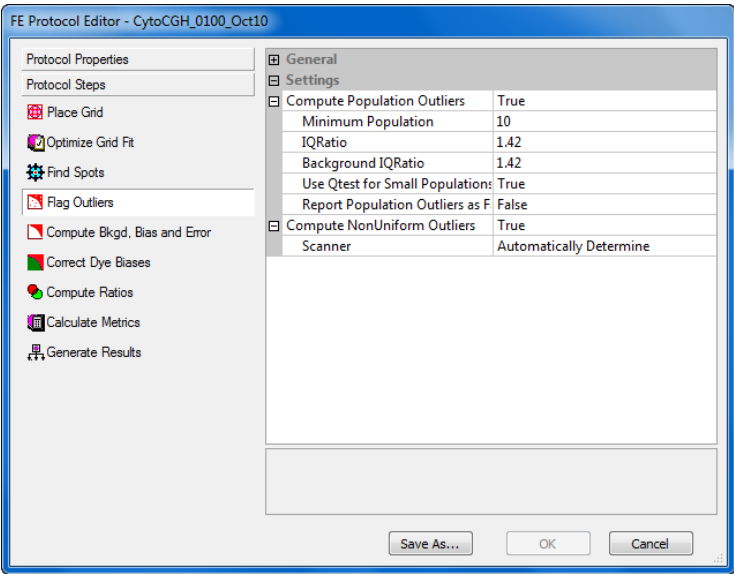 FE Protocol Editor - CytoCGH_0100_Oct10
Protocol Properties
Protocol Steps
Place Grid
Optimize Grid Fit
Find Spots
Flag Outliers
Compute Bkgd, Bias and Error
Correct Dye Biases
Compute Ratios
Calculate Metrics
Generate Results
General
Settings
Compute Population Outliers True
Minimum Population 10
IQRatio 1.42
Background IQRatio 1.42
Use Qtest for Small Populations True
Report Population Outliers as F False
Compute NonUniform Outliers True
Scanner Automatically Determine
Save As... OK Cancel